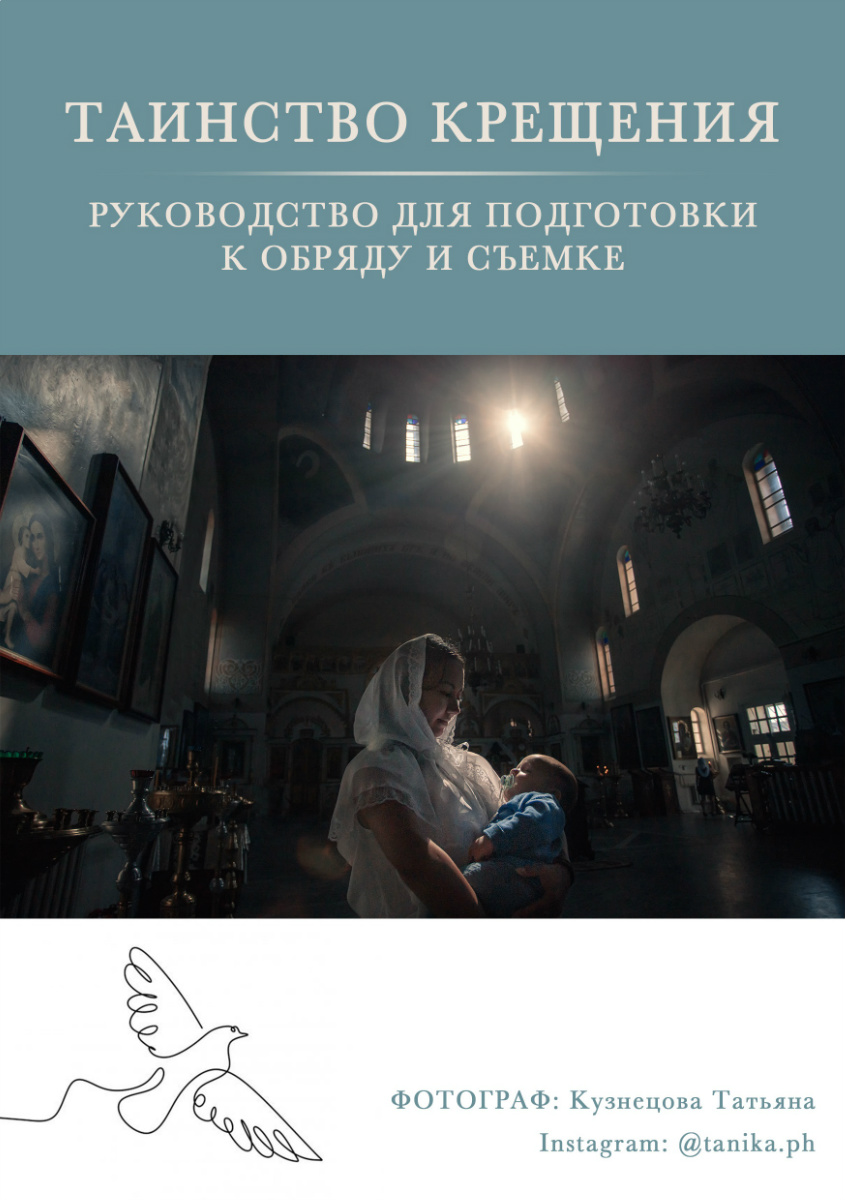 ТАИНСТВО КРЕЩЕНИЯ
РУКОВОДСТВО ДЛЯ ПОДГОТОВКИ
К ОБРЯДУ И СЪЕМКЕ
ФОТОГРАФ: Кузнецова Татьяна
Instagram: @tanika.ph